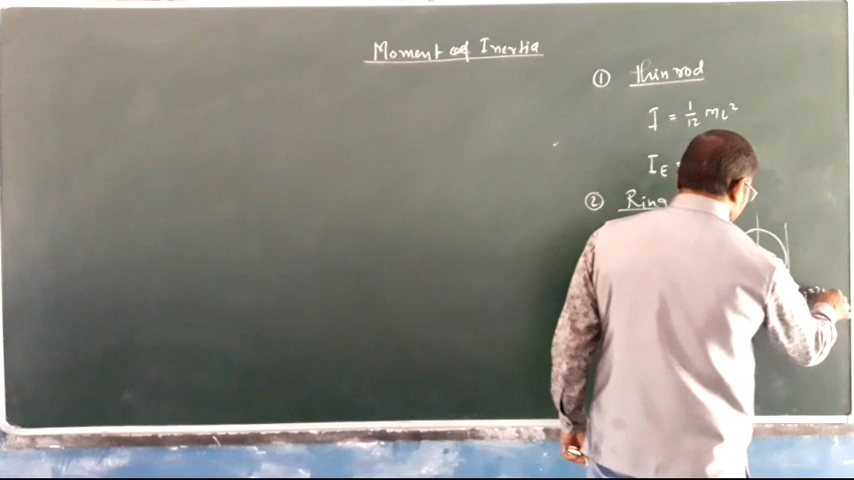 Moment of Inertia
① thin rod
I = 1/12 mL²
I_E =
② Ring